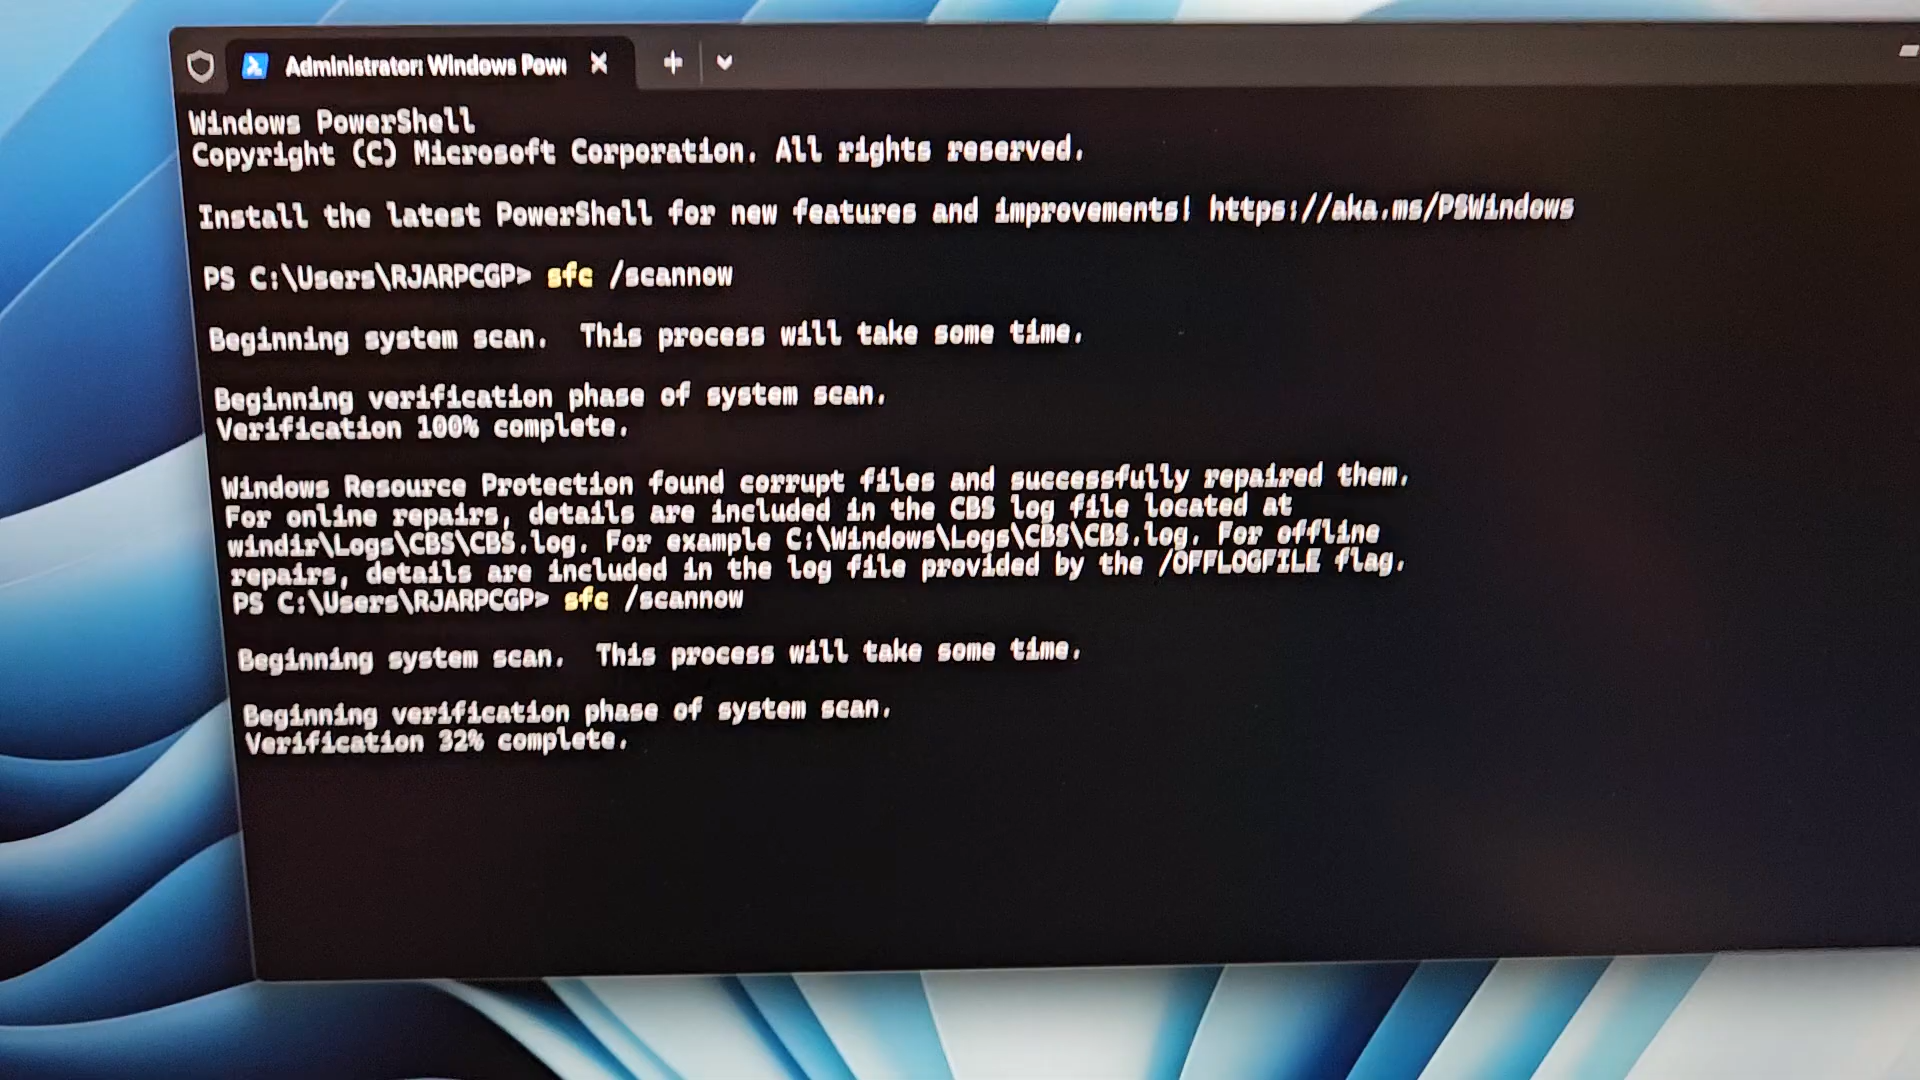 Administrator: Windows Pow
Windows PowerShell
Copyright (C) Microsoft Corporation. All rights reserved.
Install the latest PowerShell for new features and improvements! https://aka.ms/PSWindows
PS C:\Users\RJARPCGP> sfc /scannow
Beginning system scan.  This process will take some time.
Beginning verification phase of system scan.
Verification 100% complete.
Windows Resource Protection found corrupt files and successfully repaired them.
For online repairs, details are included in the CBS log file located at
windir\Logs\CBS\CBS.log. For example C:\Windows\Logs\CBS\CBS.log. For offline
repairs, details are included in the log file provided by the /OFFLOGFILE flag.
PS C:\Users\RJARPCGP> sfc /scannow
Beginning system scan.  This process will take some time.
Beginning verification phase of system scan.
Verification 32% complete.